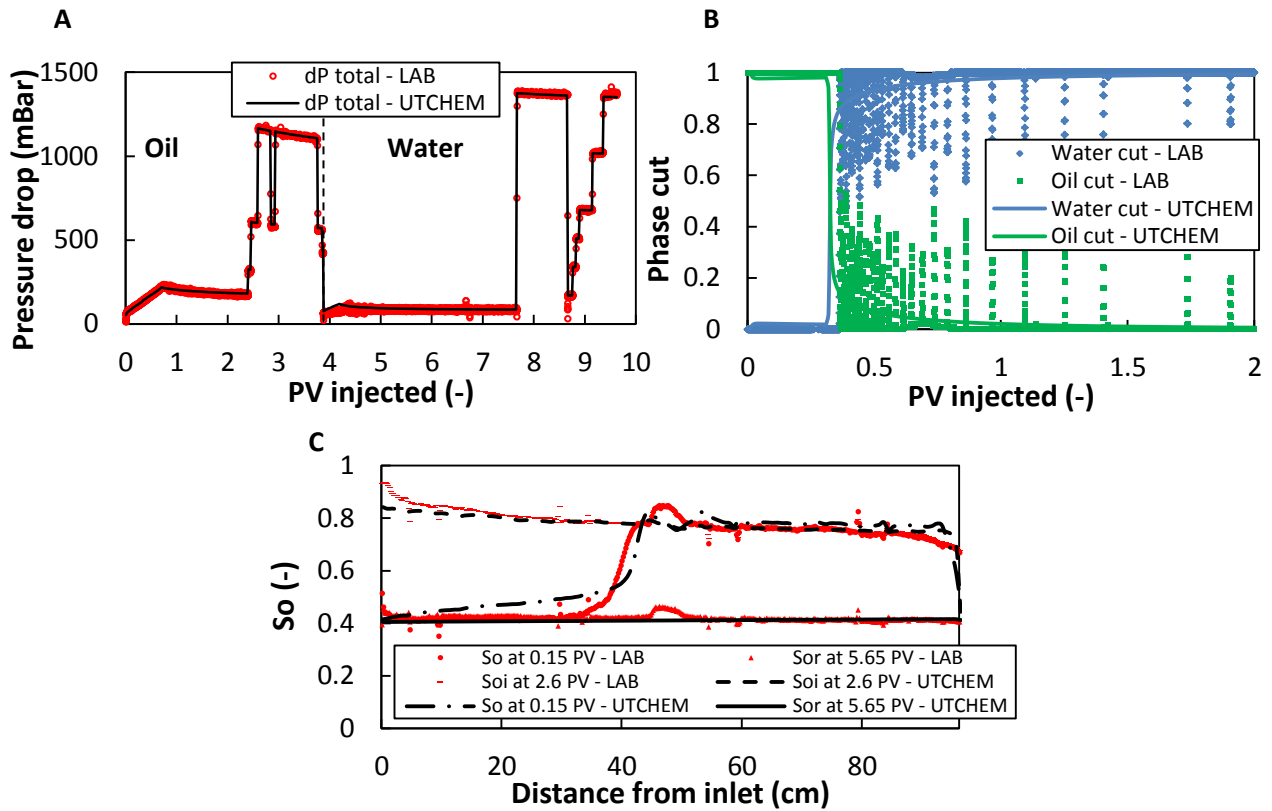 A
Pressure drop (mBar)
1500
1000
500
0
dP total - LAB
dP total - UTCHEM
Oil
Water
0 1 2 3 4 5 6 7 8 9 10
PV injected (-)
B
Phase cut
1
0.8
0.6
0.4
0.2
0
Water cut - LAB
Oil cut - LAB
Water cut - UTCHEM
Oil cut - UTCHEM
0 0.5 1 1.5 2
PV injected (-)
C
So (-)
1
0.8
0.6
0.4
0.2
0
So at 0.15 PV - LAB
Sor at 5.65 PV - LAB
Soi at 2.6 PV - LAB
Soi at 2.6 PV - UTCHEM
So at 0.15 PV - UTCHEM
Sor at 5.65 PV - UTCHEM
0 20 40 60 80
Distance from inlet (cm)